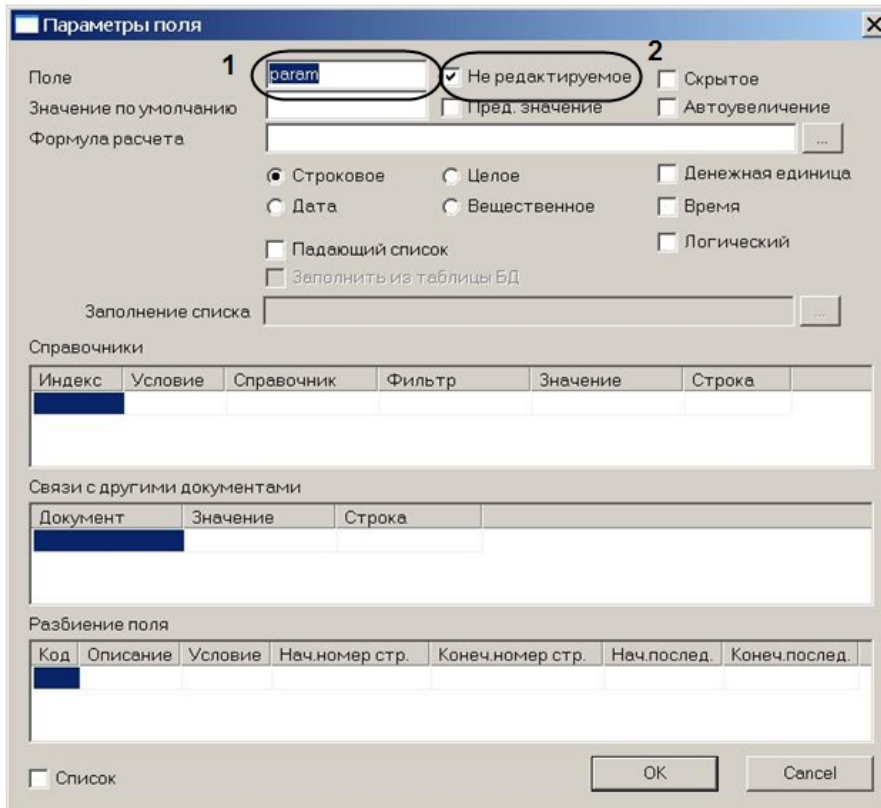 Параметры поля
1 2
Поле param Не редактируемое Скрытое
Значение по умолчанию Пред. значение Автоувеличение
Формула расчета ...
Строковое Целое Денежная единица
Дата Вещественное Время
Падающий список Логический
Заполнить из таблицы БД
Заполнение списка ...
Справочники
Индекс Условие Справочник Фильтр Значение Строка
Связи с другими документами
Документ Значение Строка
Разбиение поля
Код Описание Условие Нач.номер стр. Конеч.номер стр. Нач.послед. Конеч.послед.
Список OK Cancel